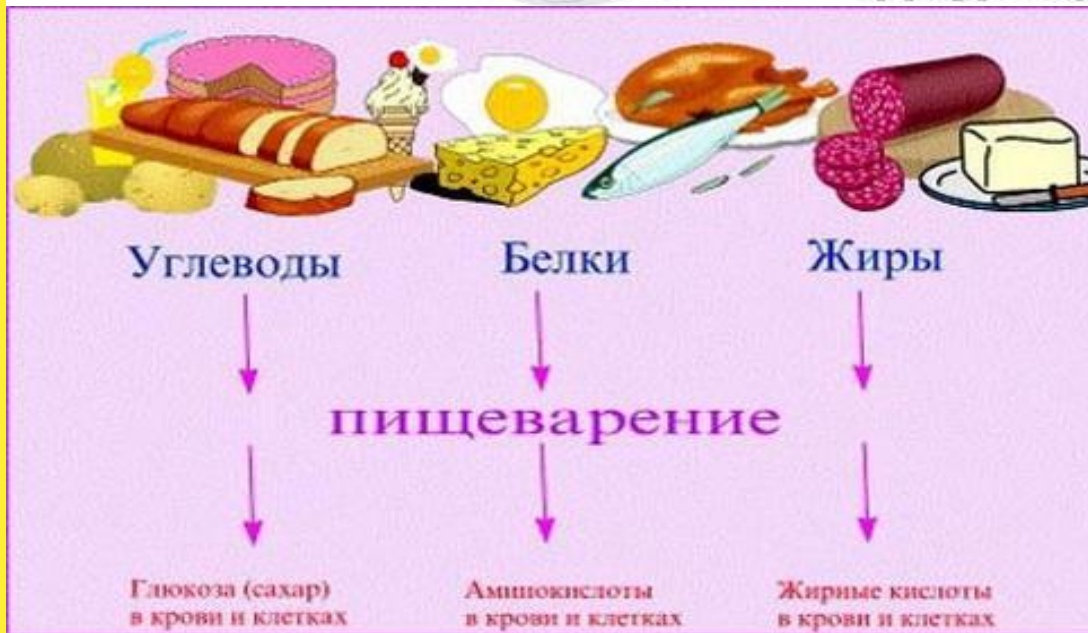 Углеводы Белки Жиры
пищеварение
Глюкоза (сахар) Аминокислоты Жирные кислоты
в крови и клетках в крови и клетках в крови и клетках